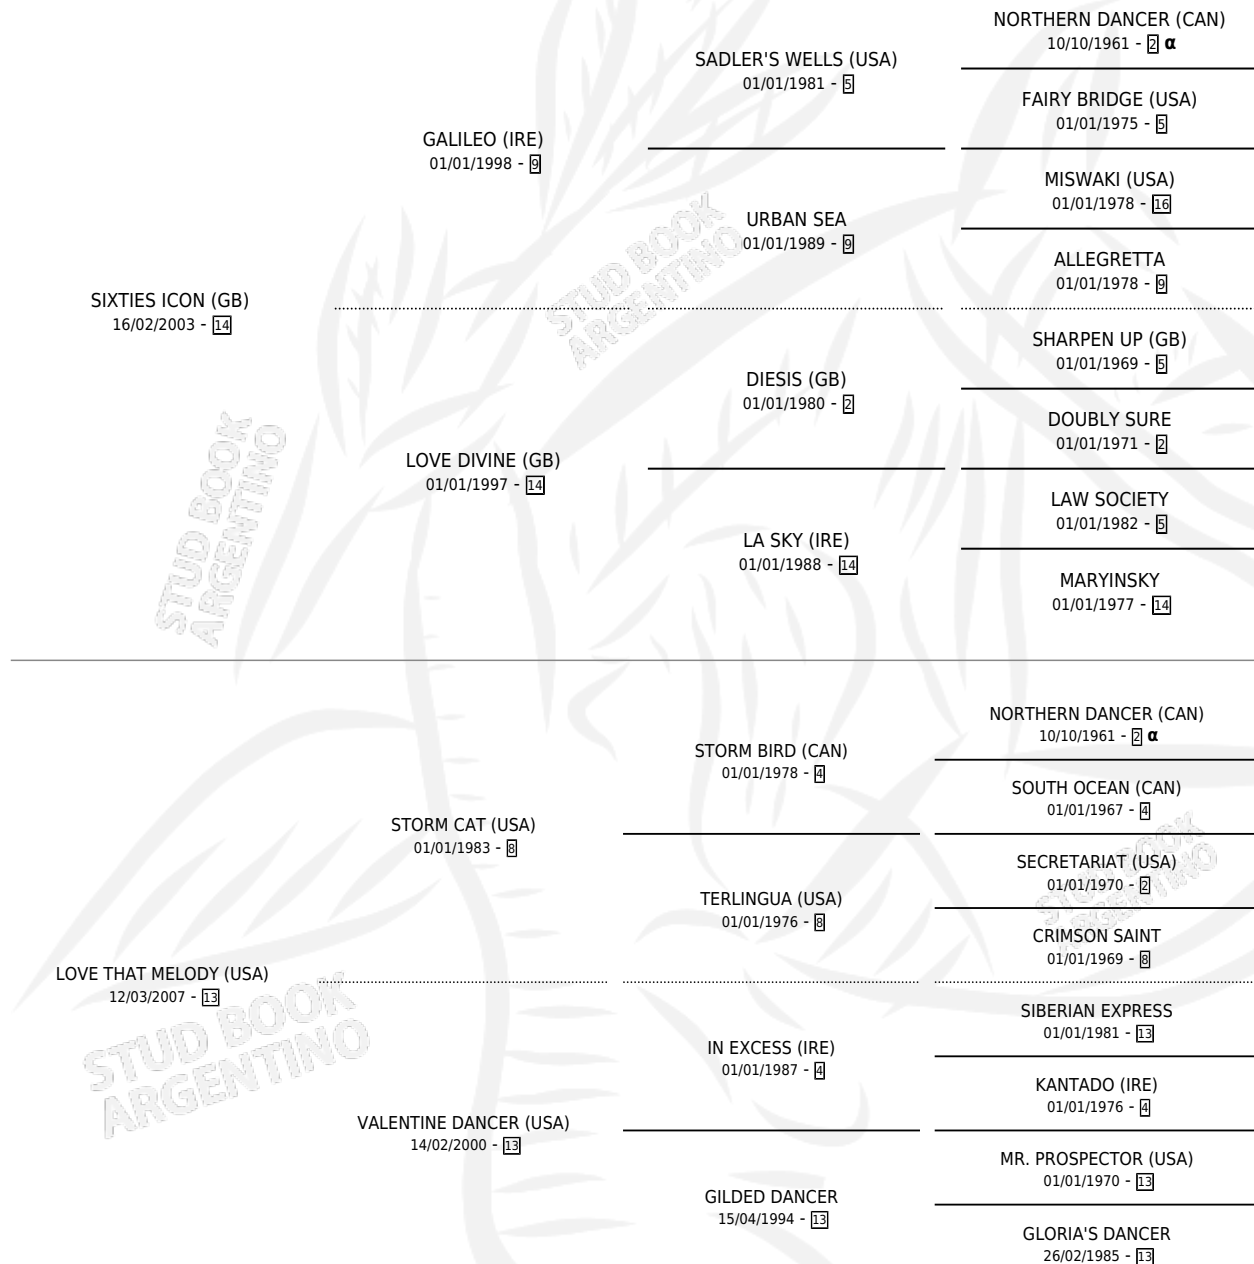 NORTHERN DANCER (CAN)
10/10/1961 - 2 α
SADLER'S WELLS (USA)
01/01/1981 - 5
FAIRY BRIDGE (USA)
01/01/1975 - 5
GALILEO (IRE)
01/01/1998 - 9
MISWAKI (USA)
01/01/1978 - 16
URBAN SEA
01/01/1989 - 9
ALLEGRETTA
01/01/1978 - 9
SIXTIES ICON (GB)
16/02/2003 - 14
SHARPEN UP (GB)
01/01/1969 - 5
DIESIS (GB)
01/01/1980 - 2
DOUBLY SURE
01/01/1971 - 2
LOVE DIVINE (GB)
01/01/1997 - 14
LAW SOCIETY
01/01/1982 - 5
LA SKY (IRE)
01/01/1988 - 14
MARYINSKY
01/01/1977 - 14
NORTHERN DANCER (CAN)
10/10/1961 - 2 α
STORM BIRD (CAN)
01/01/1978 - 4
SOUTH OCEAN (CAN)
01/01/1967 - 4
STORM CAT (USA)
01/01/1983 - 8
SECRETARIAT (USA)
01/01/1970 - 2
TERLINGUA (USA)
01/01/1976 - 8
CRIMSON SAINT
01/01/1969 - 8
LOVE THAT MELODY (USA)
12/03/2007 - 13
SIBERIAN EXPRESS
01/01/1981 - 13
IN EXCESS (IRE)
01/01/1987 - 4
KANTADO (IRE)
01/01/1976 - 4
VALENTINE DANCER (USA)
14/02/2000 - 13
MR. PROSPECTOR (USA)
01/01/1970 - 13
GILDED DANCER
15/04/1994 - 13
GLORIA'S DANCER
26/02/1985 - 13
STUD BOOK
ARGENTINO
STUD BOOK
ARGENTINO
STUD BOOK
ARGENTINO
STUD BOOK
ARGENTINO